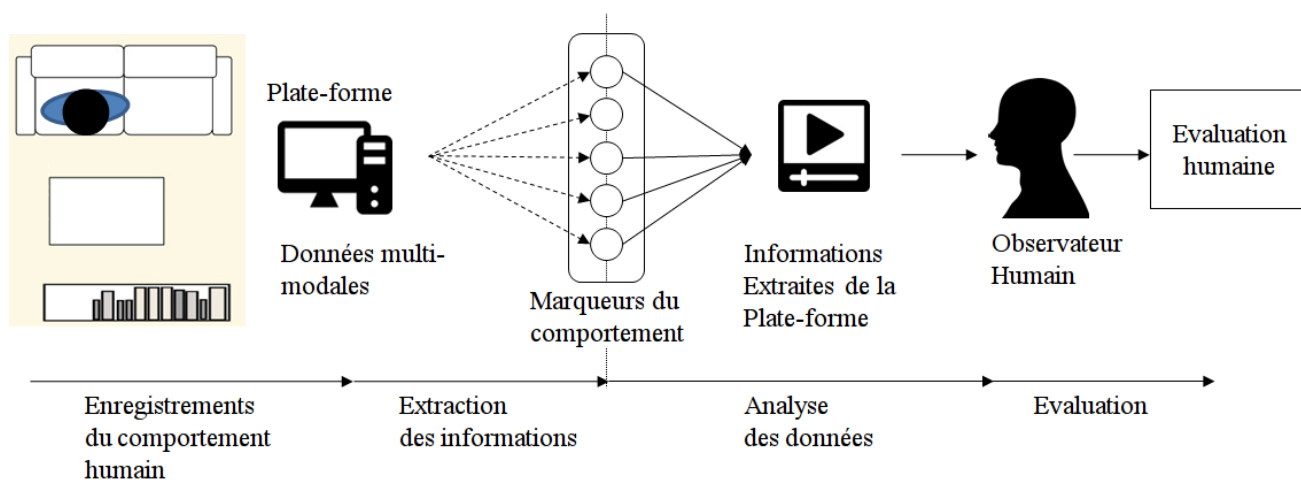 Plate-forme
Données multi-
modales
Marqueurs du
comportement
Informations
Extraites de la
Plate-forme
Observateur
Humain
Evaluation
humaine
Enregistrements
du comportement
humain
Extraction
des informations
Analyse
des données
Evaluation